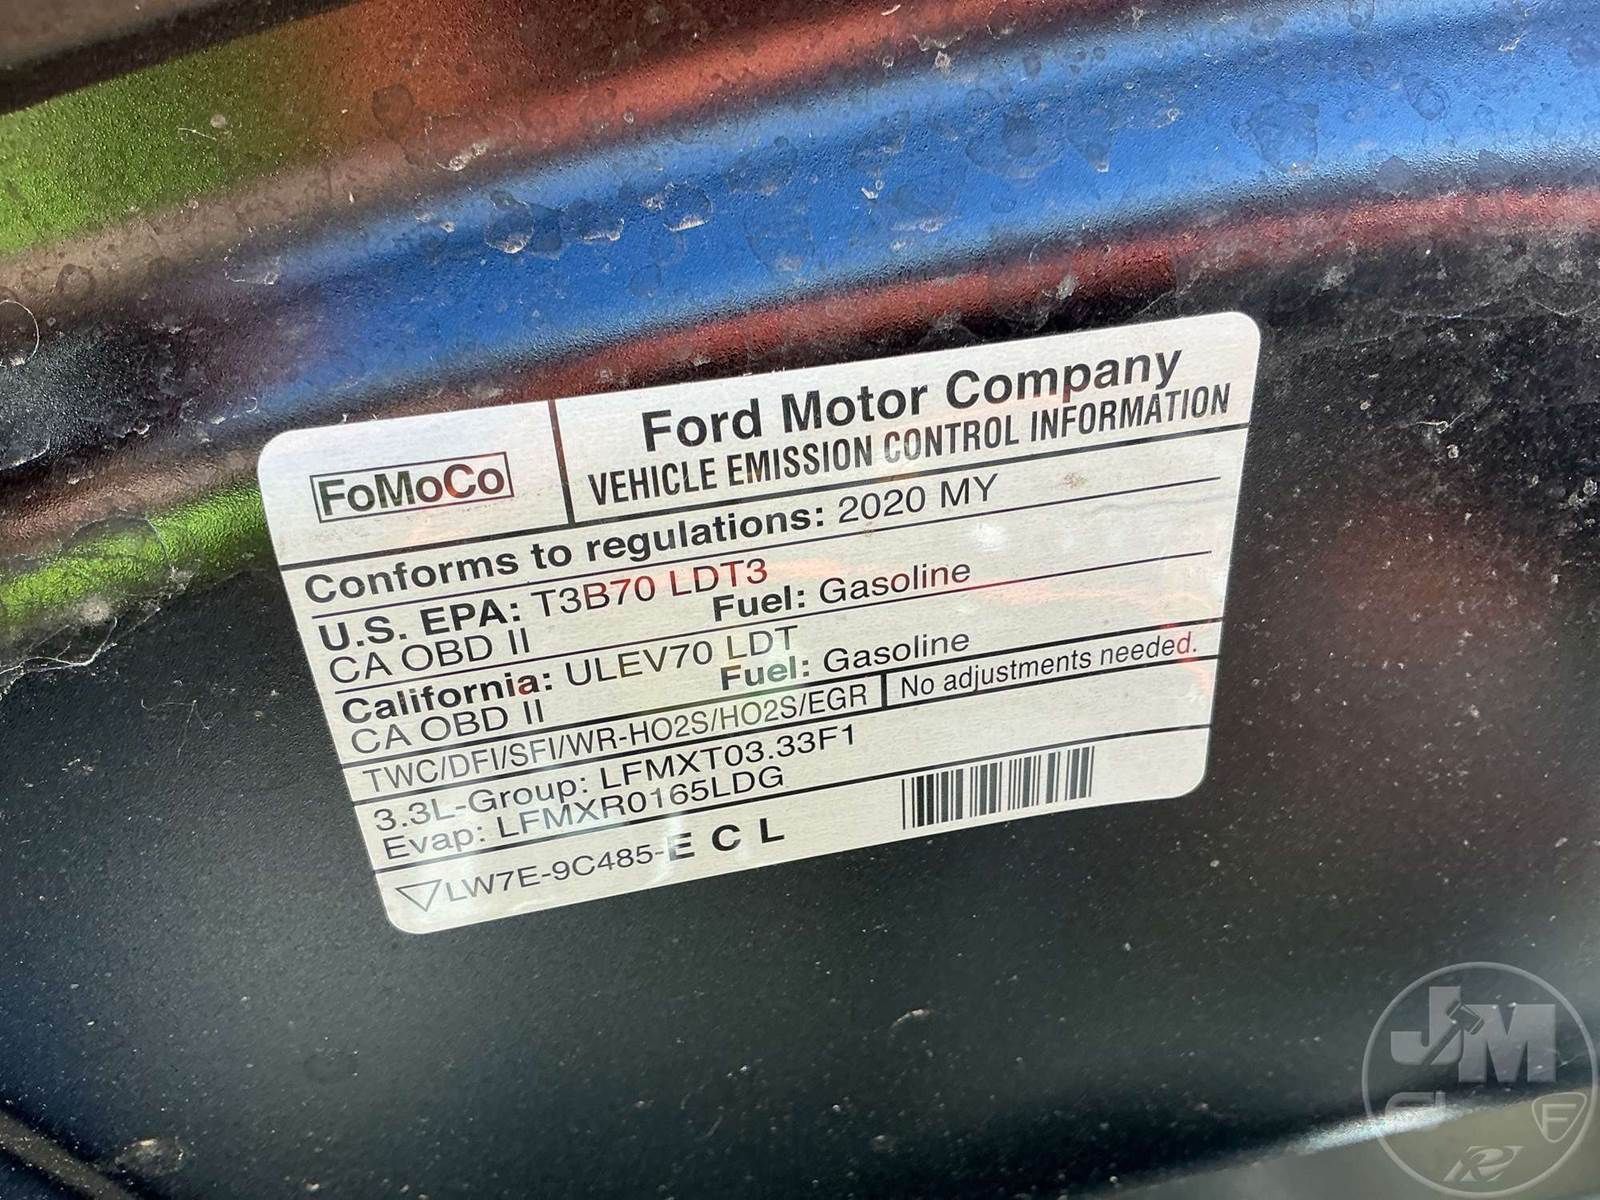 FoMoCo
Ford Motor Company
VEHICLE EMISSION CONTROL INFORMATION
Conforms to regulations: 2020 MY
U.S. EPA: T3B70 LDT3
CA OBD II Fuel: Gasoline
California: ULEV70 LDT
CA OBD II Fuel: Gasoline
TWC/DFI/SFI/WR-HO2S/HO2S/EGR No adjustments needed.
3.3L-Group: LFMXT03.33F1
Evap: LFMXR0165LDG
LW7E-9C485-E C L
JM